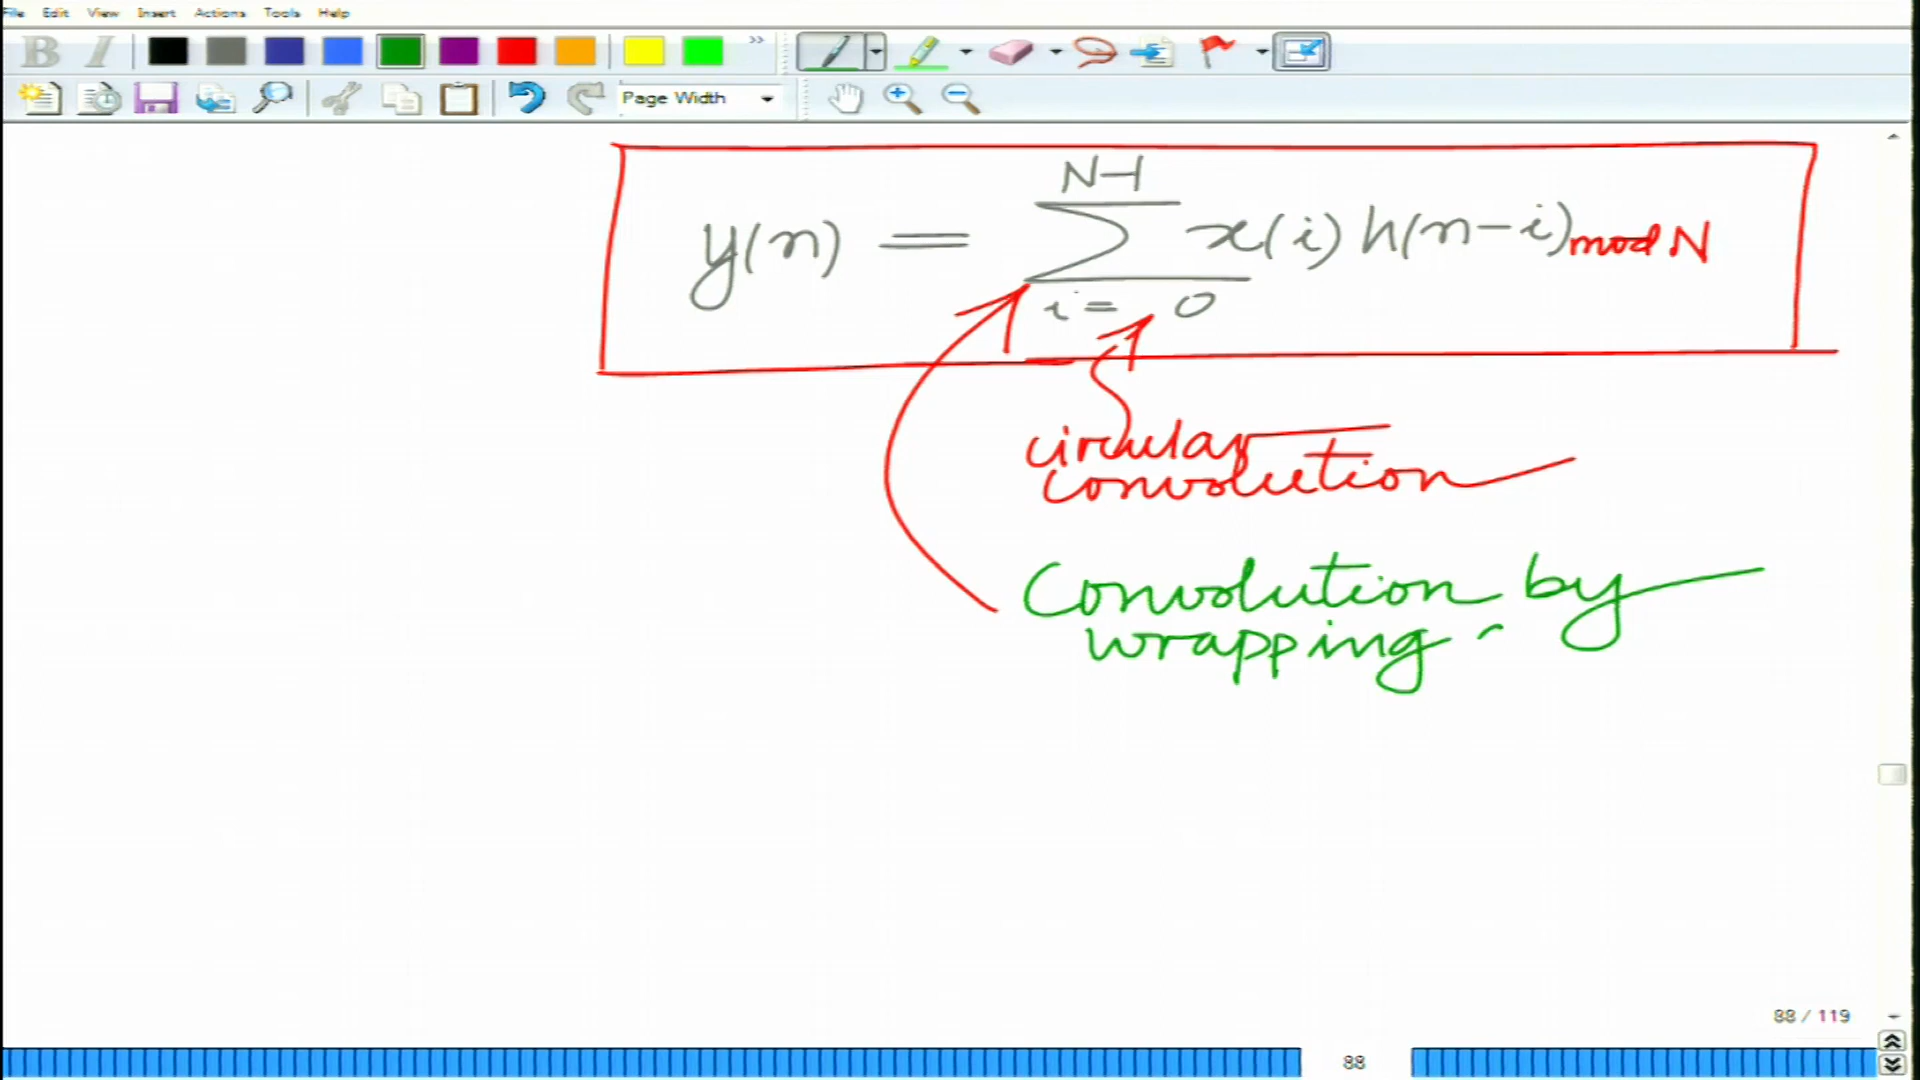 File Edit View Insert Actions Tools Help
B I »
Page Width
N-1
y(n) = ∑ x(i) h(n-i) mod N
i = 0
circular
convolution
Convolution by
wrapping
88 / 119
88